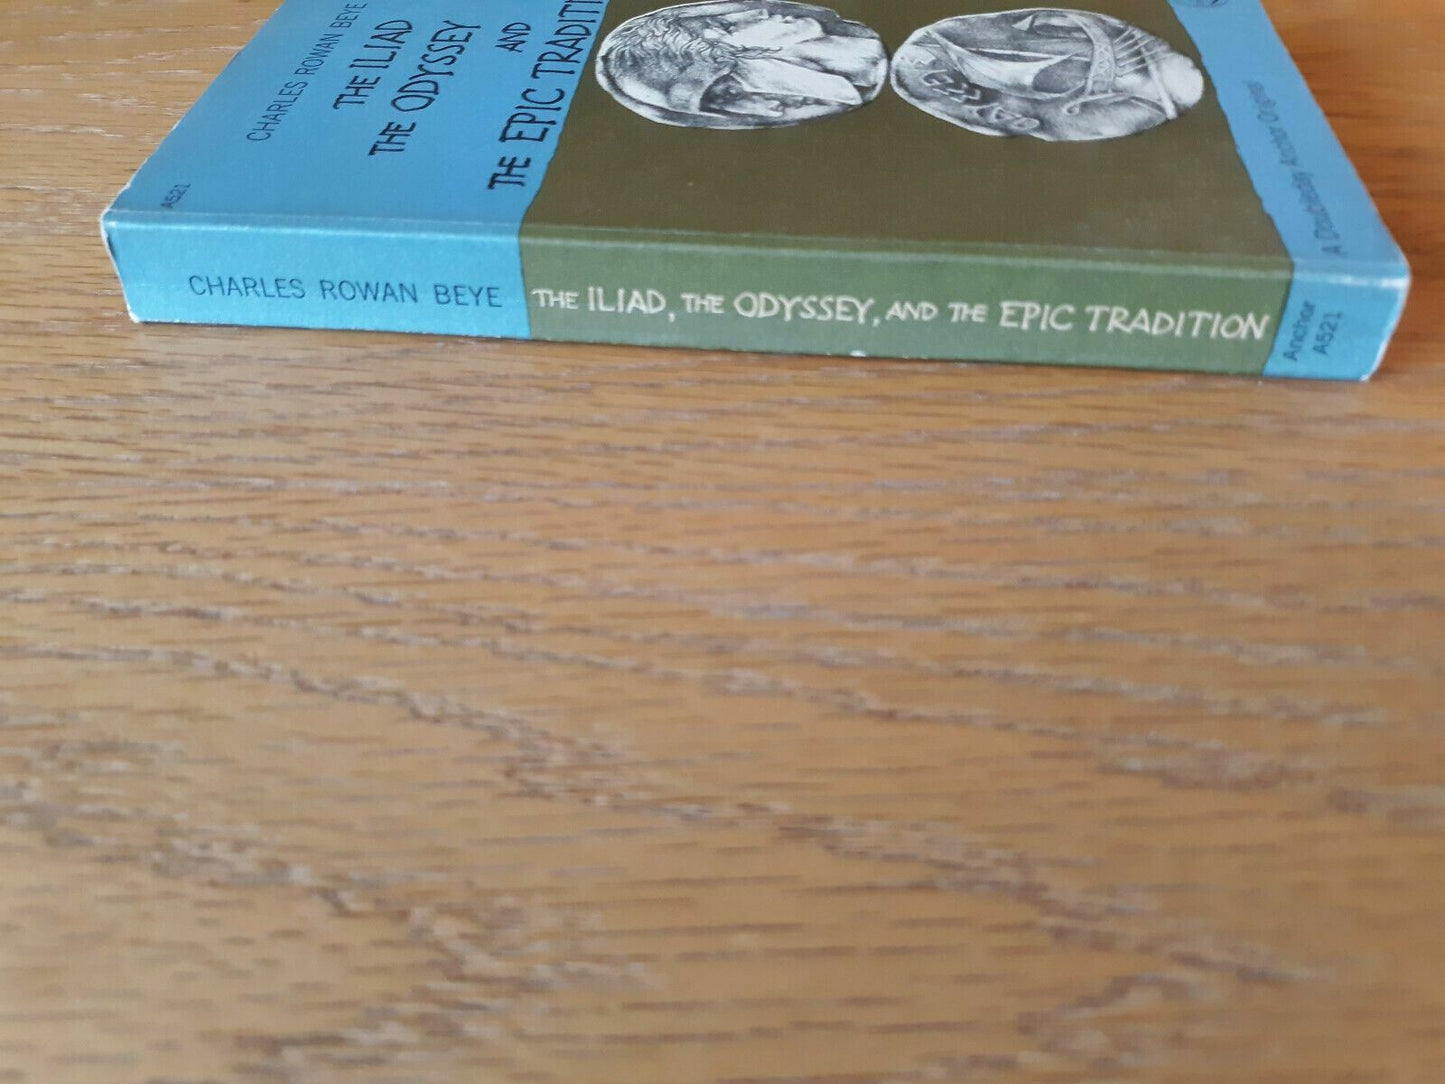 CHARLES ROWAN BEYE
THE ILIAD
THE ODYSSEY
AND
THE EPIC TRADITI
A521
A Doubleday Anchor Original
CHARLES ROWAN BEYE
THE ILIAD, THE ODYSSEY, AND THE EPIC TRADITION
Anchor
A521